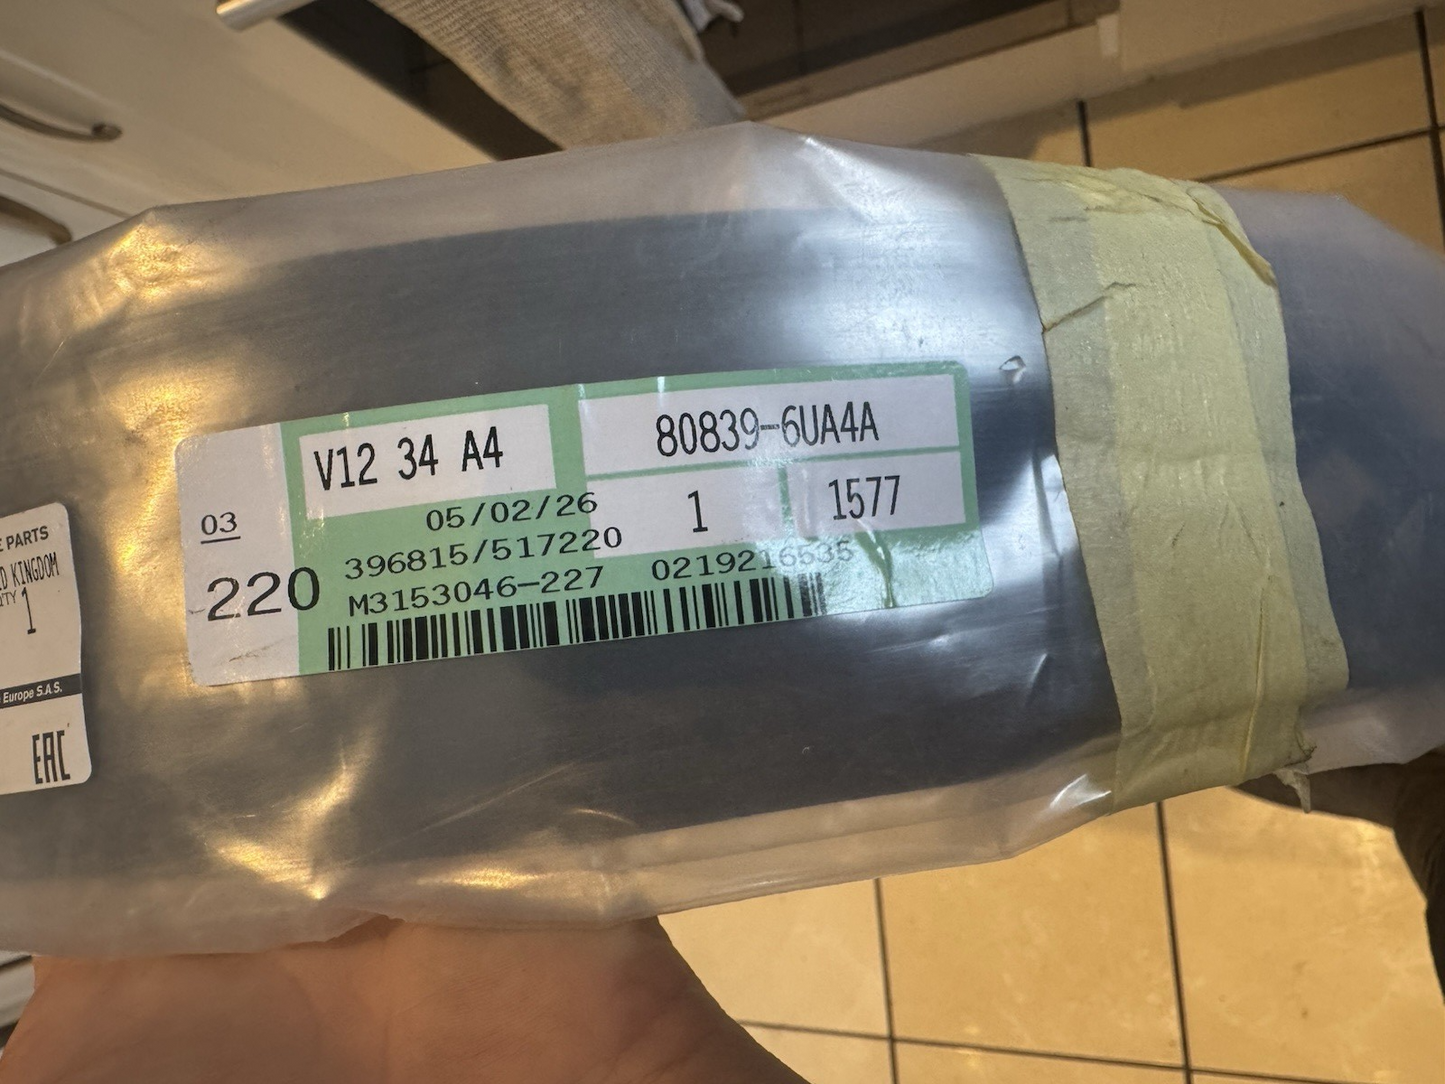 E PARTS
D KINGDOM
ITY 1
Europe S.A.S.
EAC
03
220
V12 34 A4
80839-6UA4A
05/02/26
1
1577
396815/517220
M3153046-227 0219216535